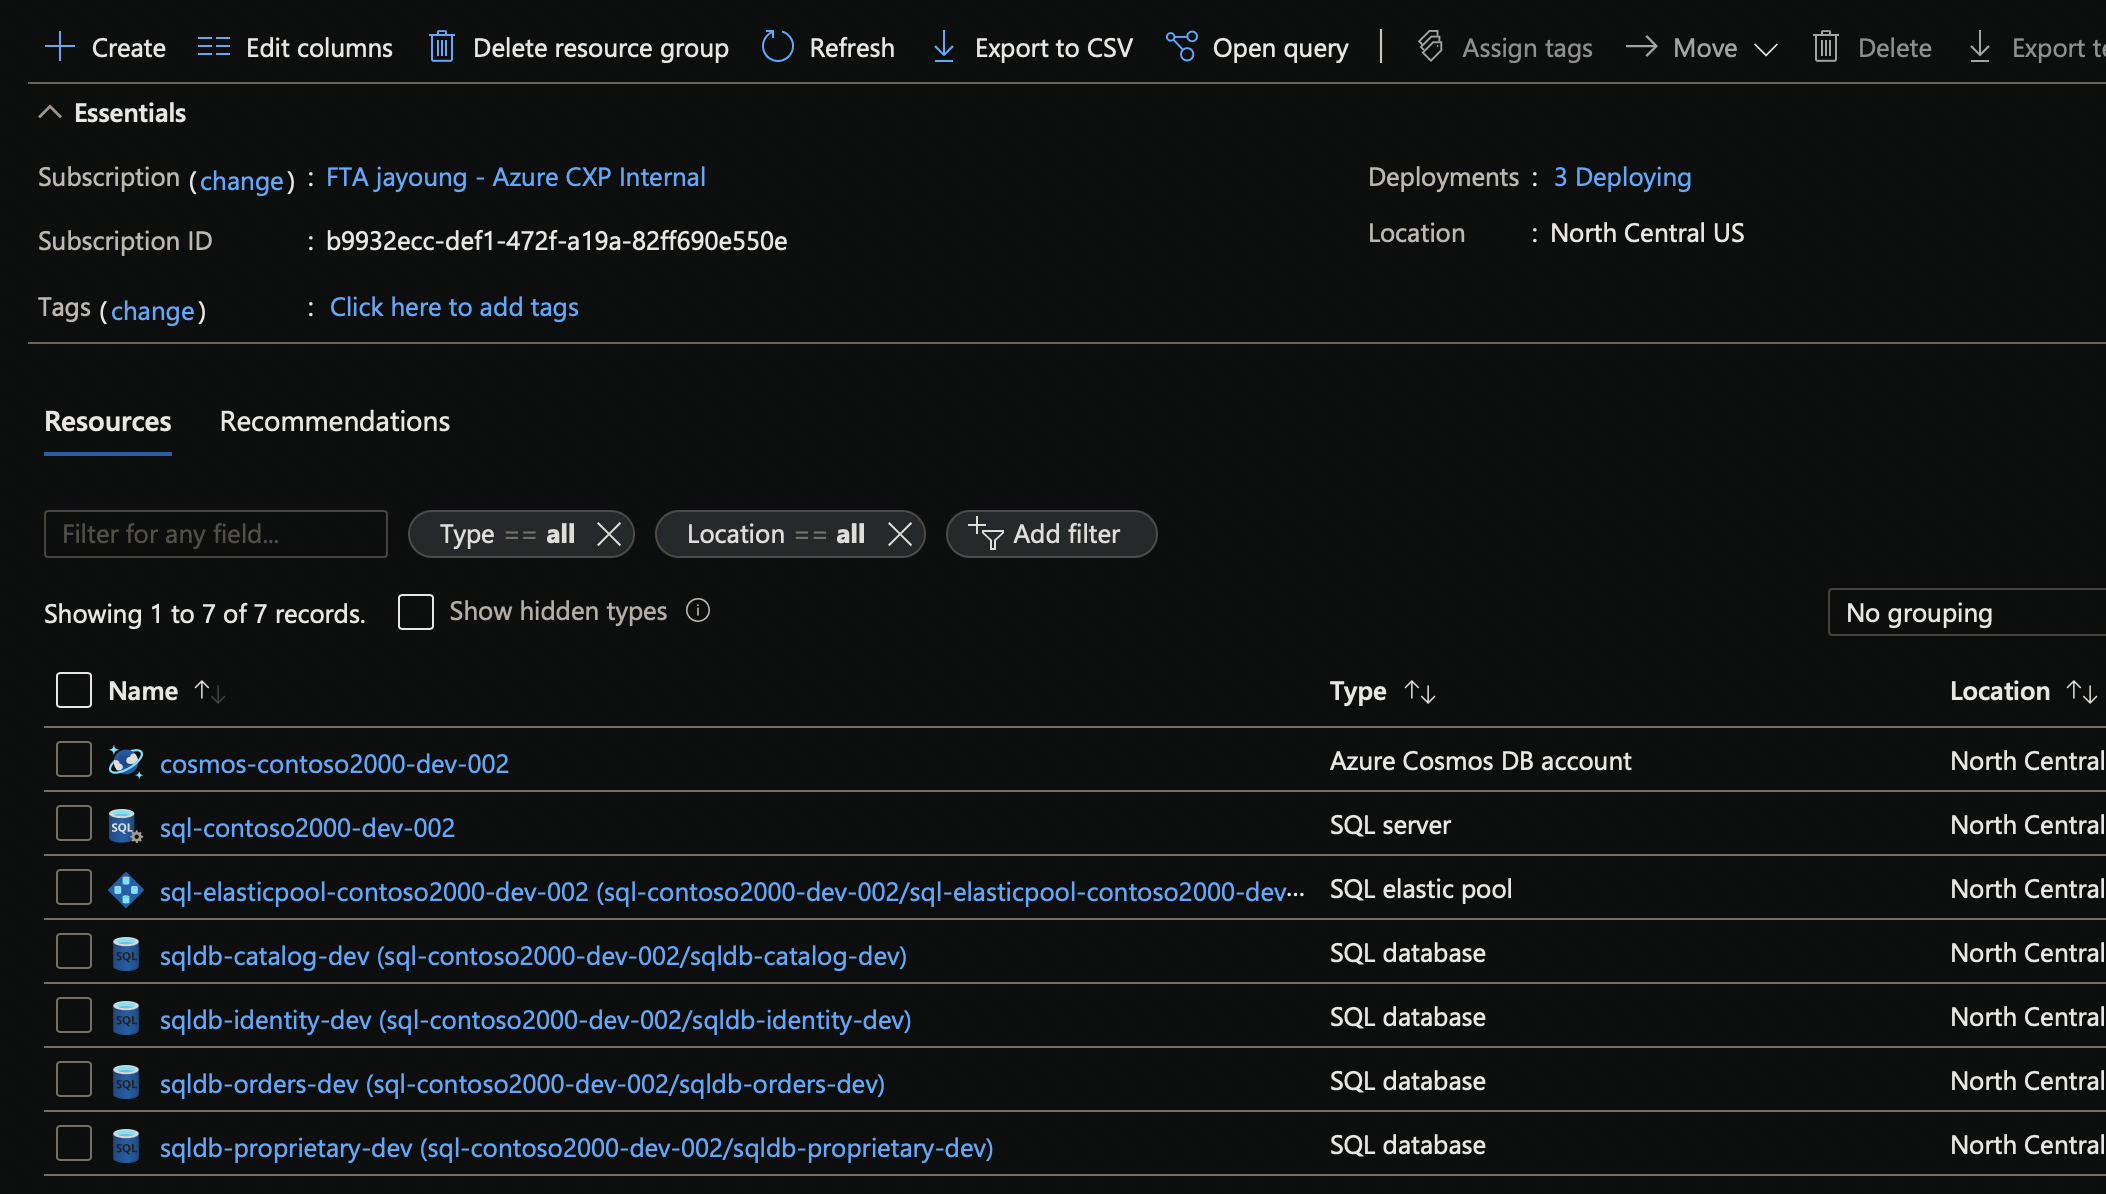 Create Edit columns Delete resource group Refresh Export to CSV Open query Assign tags Move Delete Export te
Essentials
Subscription (change) : FTA jayoung - Azure CXP Internal
Deployments : 3 Deploying
Subscription ID : b9932ecc-def1-472f-a19a-82ff690e550e
Location : North Central US
Tags (change) : Click here to add tags
Resources Recommendations
Filter for any field... Type == all Location == all Add filter
Showing 1 to 7 of 7 records. Show hidden types No grouping
Name Type Location
cosmos-contoso2000-dev-002 Azure Cosmos DB account North Central
SQL sql-contoso2000-dev-002 SQL server North Central
sql-elasticpool-contoso2000-dev-002 (sql-contoso2000-dev-002/sql-elasticpool-contoso2000-dev··· SQL elastic pool North Central
SQL sqldb-catalog-dev (sql-contoso2000-dev-002/sqldb-catalog-dev) SQL database North Central
SQL sqldb-identity-dev (sql-contoso2000-dev-002/sqldb-identity-dev) SQL database North Central
SQL sqldb-orders-dev (sql-contoso2000-dev-002/sqldb-orders-dev) SQL database North Central
SQL sqldb-proprietary-dev (sql-contoso2000-dev-002/sqldb-proprietary-dev) SQL database North Central